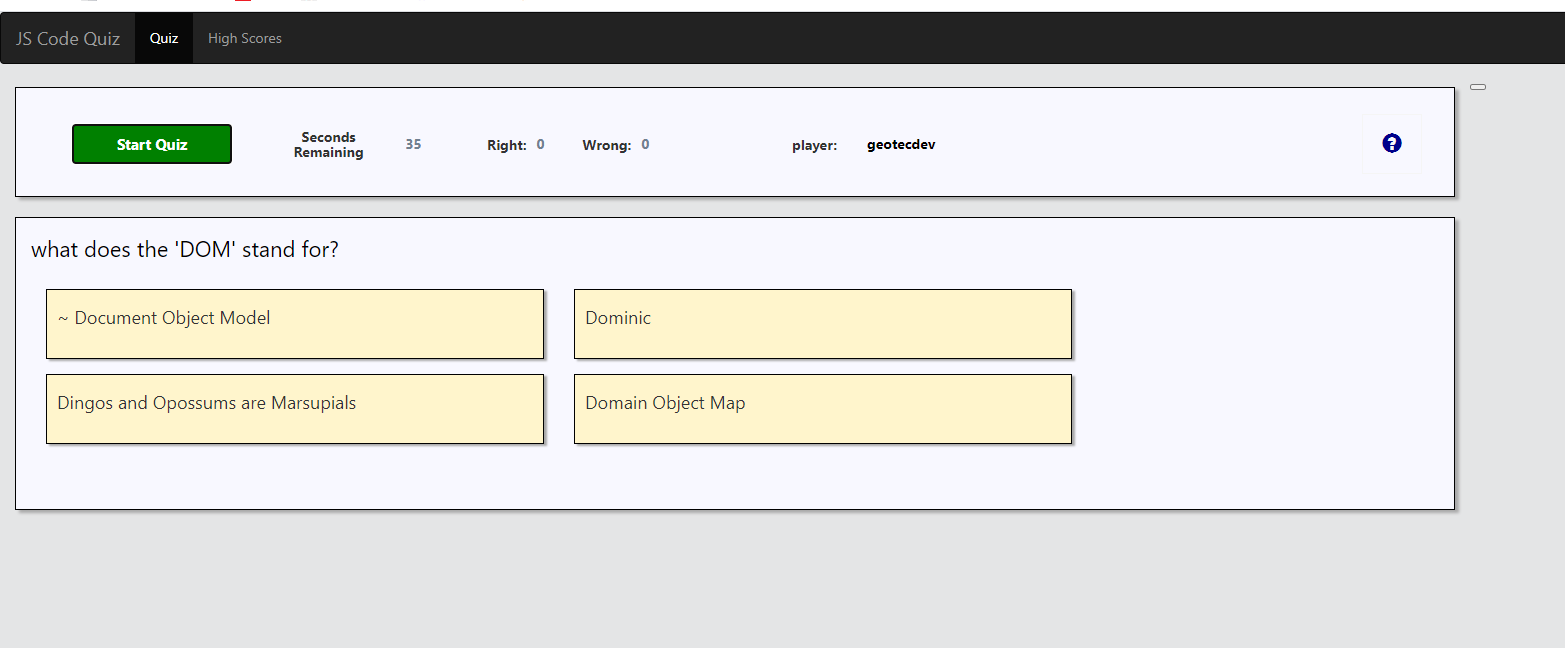 JS Code Quiz Quiz High Scores
Start Quiz
Seconds
Remaining
35
Right: 0
Wrong: 0
player: geotecdev
?
what does the 'DOM' stand for?
~ Document Object Model
Dominic
Dingos and Opossums are Marsupials
Domain Object Map